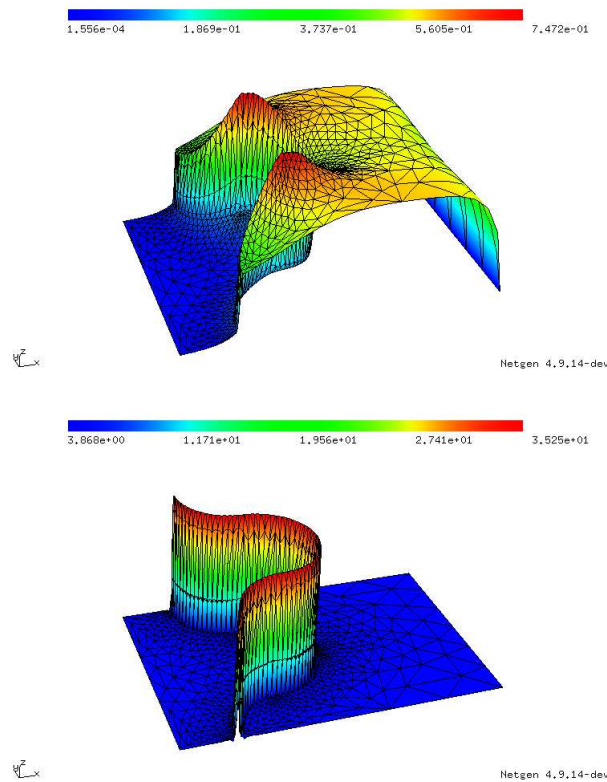 1.556e-04 1.869e-01 3.737e-01 5.605e-01 7.472e-01
Z
x
Netgen 4.9.14-dev
3.868e+00 1.171e+01 1.956e+01 2.741e+01 3.525e+01
Z
x
Netgen 4.9.14-dev